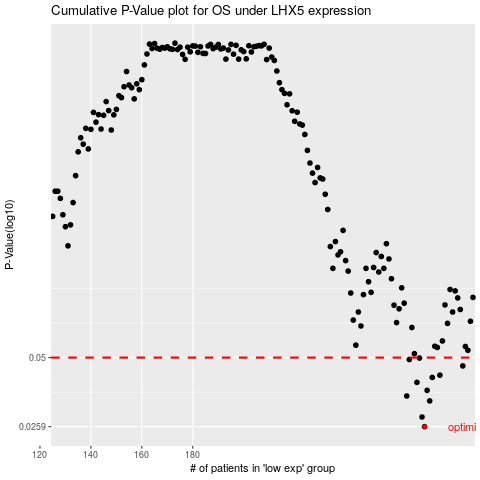 Cumulative P-Value plot for OS under LHX5 expression
P-Value(log10)
0.05
0.0259
optimi
120 140 160 180
# of patients in 'low exp' group